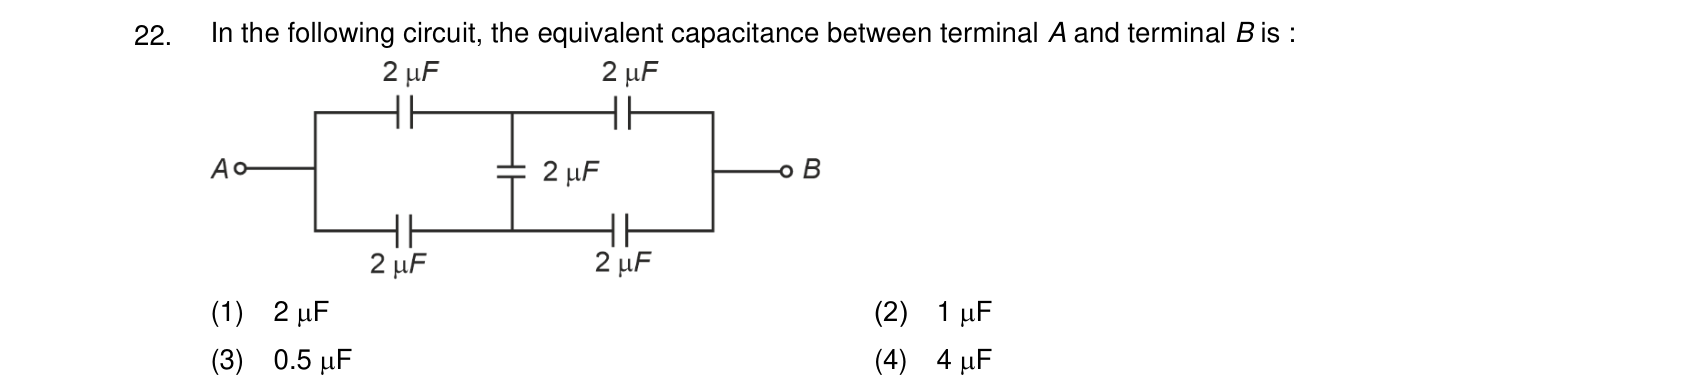 22. In the following circuit, the equivalent capacitance between terminal A and terminal B is :
2 μF 2 μF
A 2 μF B
2 μF 2 μF
(1) 2 μF (2) 1 μF
(3) 0.5 μF (4) 4 μF